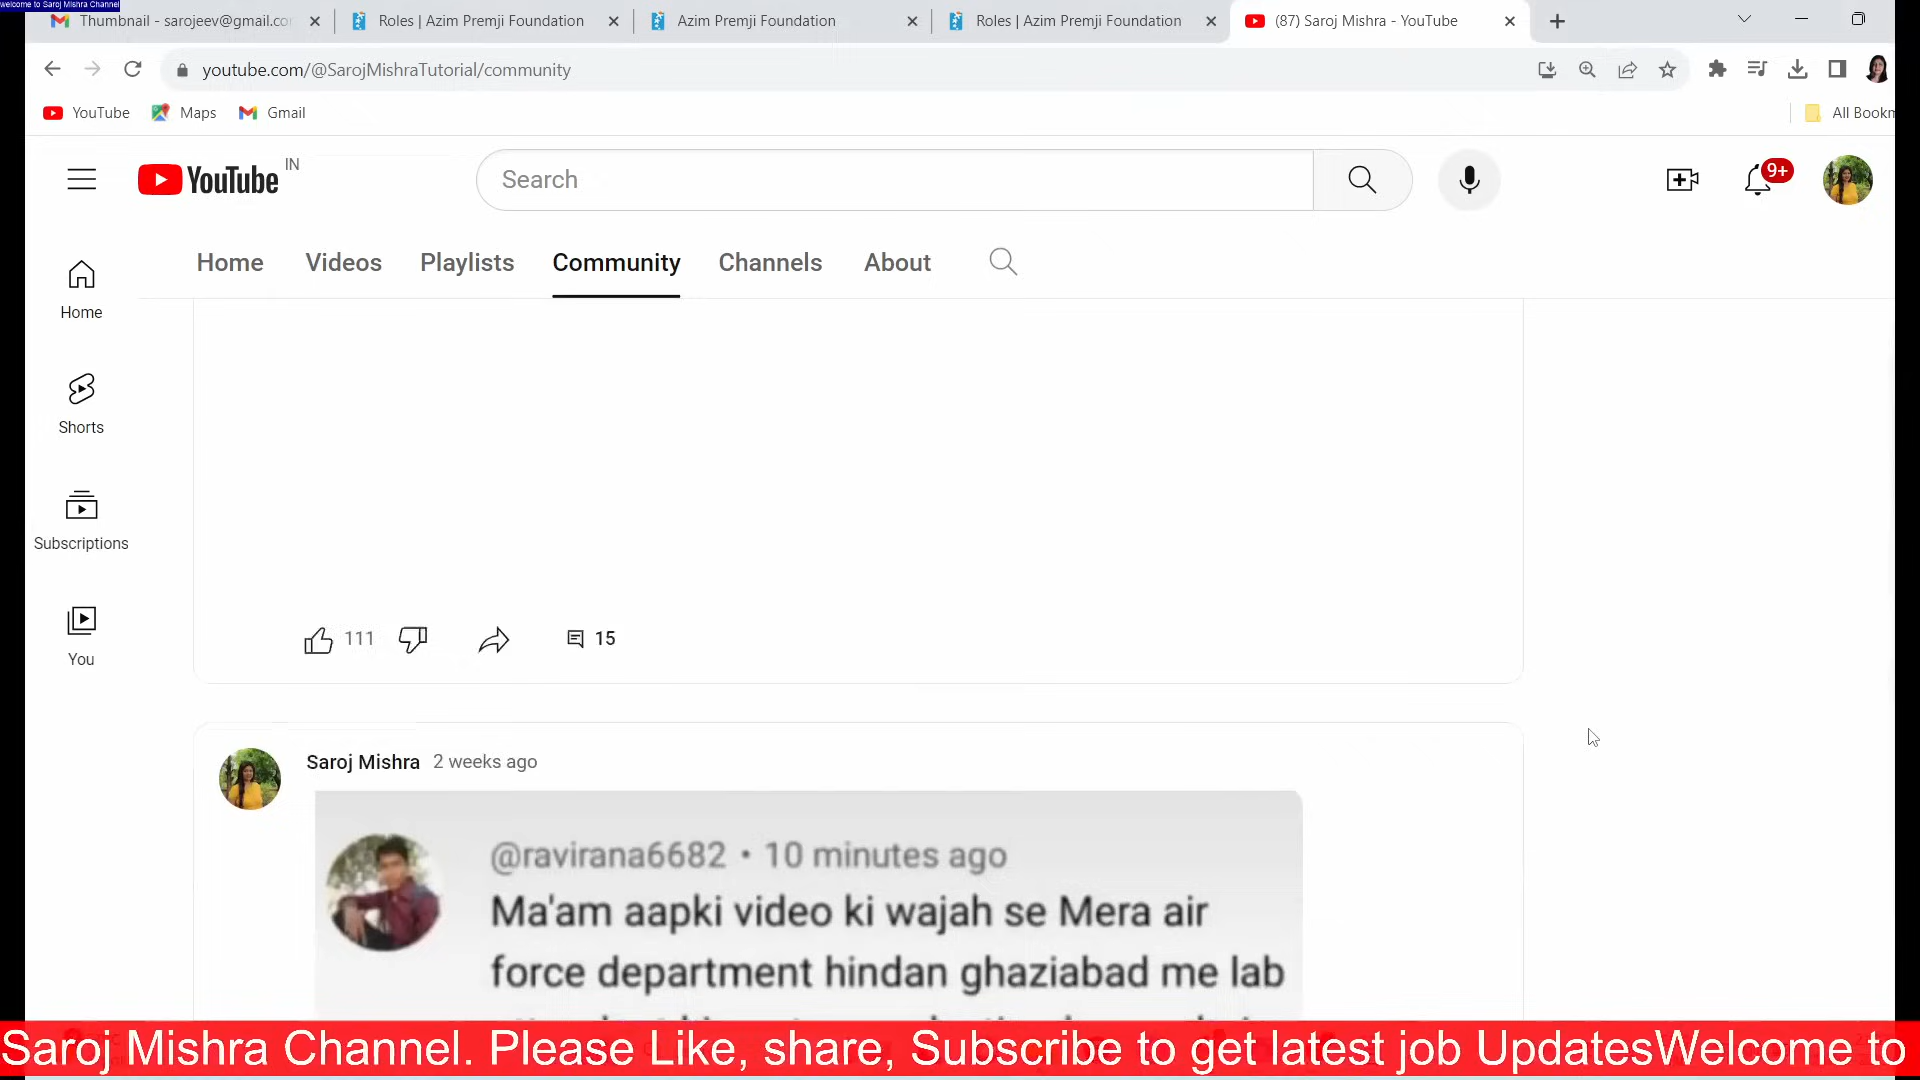 welcome to Saroj Mishra Channel
Thumbnail - sarojeev@gmail.co
Roles | Azim Premji Foundation
Azim Premji Foundation
Roles | Azim Premji Foundation
(87) Saroj Mishra - YouTube
youtube.com/@SarojMishraTutorial/community
YouTube
Maps
Gmail
All Bookm
YouTube IN
Search
9+
Home
Videos
Playlists
Community
Channels
About
Home
Shorts
Subscriptions
You
111
15
Saroj Mishra 2 weeks ago
@ravirana6682 • 10 minutes ago
Ma'am aapki video ki wajah se Mera air
force department hindan ghaziabad me lab
Saroj Mishra Channel. Please Like, share, Subscribe to get latest job UpdatesWelcome to